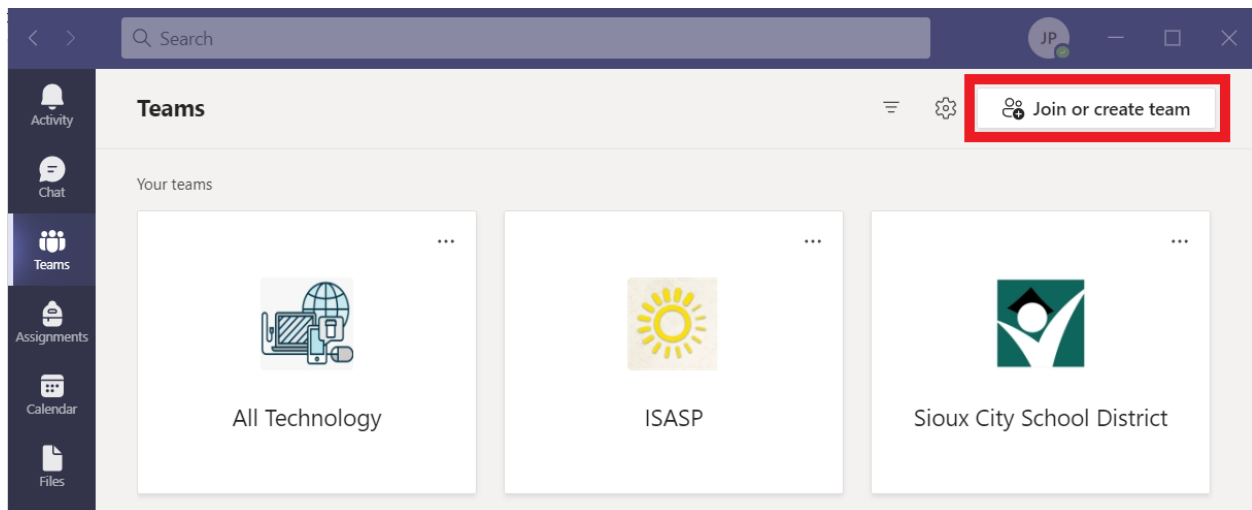 Search
JP
Activity
Chat
Teams
Assignments
Calendar
Files
Teams
Join or create team
Your teams
All Technology
ISASP
Sioux City School District